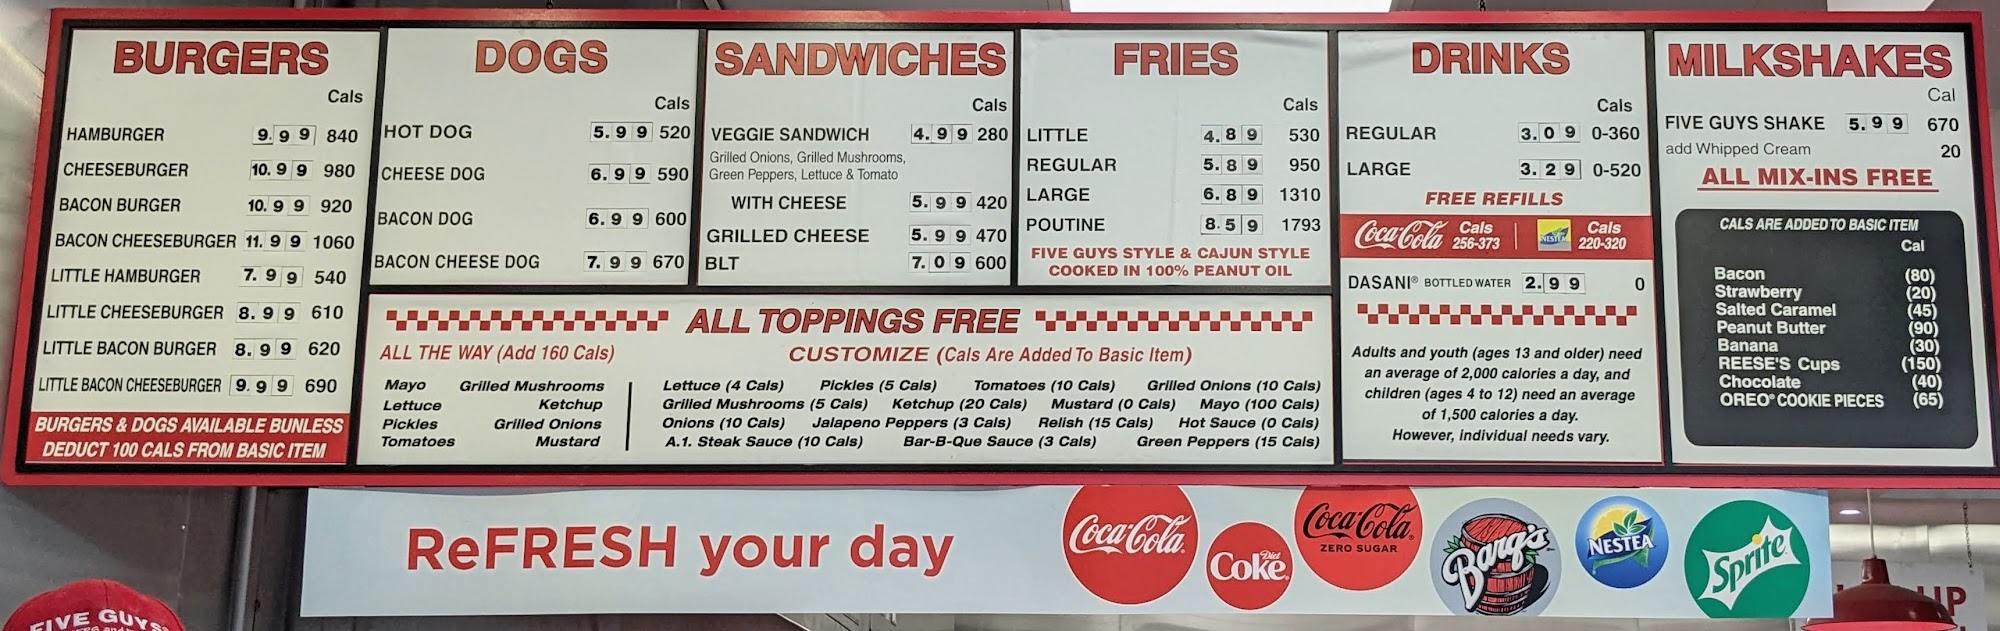 BURGERS
Cals
HAMBURGER 9.99 840
CHEESEBURGER 10.99 980
BACON BURGER 10.99 920
BACON CHEESEBURGER 11.99 1060
LITTLE HAMBURGER 7.99 540
LITTLE CHEESEBURGER 8.99 610
LITTLE BACON BURGER 8.99 620
LITTLE BACON CHEESEBURGER 9.99 690
BURGERS & DOGS AVAILABLE BUNLESS
DEDUCT 100 CALS FROM BASIC ITEM
DOGS
Cals
HOT DOG 5.99 520
CHEESE DOG 6.99 590
BACON DOG 6.99 600
BACON CHEESE DOG 7.99 670
SANDWICHES
Cals
VEGGIE SANDWICH 4.99 280
Grilled Onions, Grilled Mushrooms,
Green Peppers, Lettuce & Tomato
WITH CHEESE 5.99 420
GRILLED CHEESE 5.99 470
BLT 7.09 600
FRIES
Cals
LITTLE 4.89 530
REGULAR 5.89 950
LARGE 6.89 1310
POUTINE 8.59 1793
FIVE GUYS STYLE & CAJUN STYLE
COOKED IN 100% PEANUT OIL
ALL TOPPINGS FREE
ALL THE WAY (Add 160 Cals)
Mayo Grilled Mushrooms
Lettuce Ketchup
Pickles Grilled Onions
Tomatoes Mustard
CUSTOMIZE (Cals Are Added To Basic Item)
Lettuce (4 Cals) Pickles (5 Cals) Tomatoes (10 Cals) Grilled Onions (10 Cals)
Grilled Mushrooms (5 Cals) Ketchup (20 Cals) Mustard (0 Cals) Mayo (100 Cals)
Onions (10 Cals) Jalapeno Peppers (3 Cals) Relish (15 Cals) Hot Sauce (0 Cals)
A.1. Steak Sauce (10 Cals) Bar-B-Que Sauce (3 Cals) Green Peppers (15 Cals)
DRINKS
Cals
REGULAR 3.09 0-360
LARGE 3.29 0-520
FREE REFILLS
Coca-Cola Cals 256-373 NESTEA Cals 220-320
DASANI® BOTTLED WATER 2.99 0
Adults and youth (ages 13 and older) need
an average of 2,000 calories a day, and
children (ages 4 to 12) need an average
of 1,500 calories a day.
However, individual needs vary.
MILKSHAKES
Cal
FIVE GUYS SHAKE 5.99 670
add Whipped Cream 20
ALL MIX-INS FREE
CALS ARE ADDED TO BASIC ITEM
Cal
Bacon (80)
Strawberry (20)
Salted Caramel (45)
Peanut Butter (90)
Banana (30)
REESE'S Cups (150)
Chocolate (40)
OREO® COOKIE PIECES (65)
ReFRESH your day
Coca-Cola
Diet
Coke
Coca-Cola
ZERO SUGAR
Barq's
NESTEA
Sprite
FIVE GUYS
UP